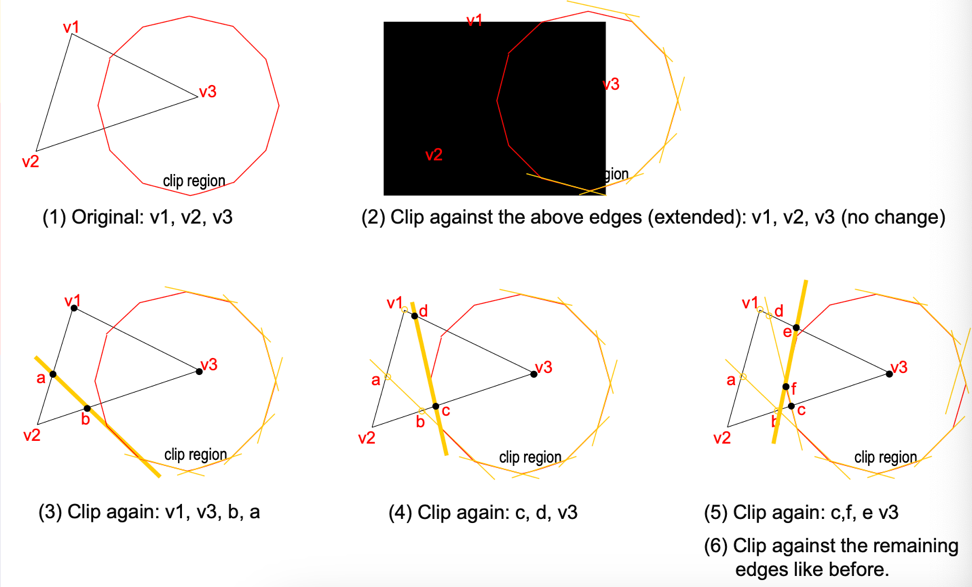 v1
v3
v2
clip region
(1) Original: v1, v2, v3
v1
v3
v2
gion
(2) Clip against the above edges (extended): v1, v2, v3 (no change)
v1
v3
a
b
v2
clip region
(3) Clip again: v1, v3, b, a
v1
d
v3
a
c
b
v2
clip region
(4) Clip again: c, d, v3
v1
d
e
v3
a
f
c
b
v2
clip region
(5) Clip again: c,f, e v3
(6) Clip against the remaining
edges like before.